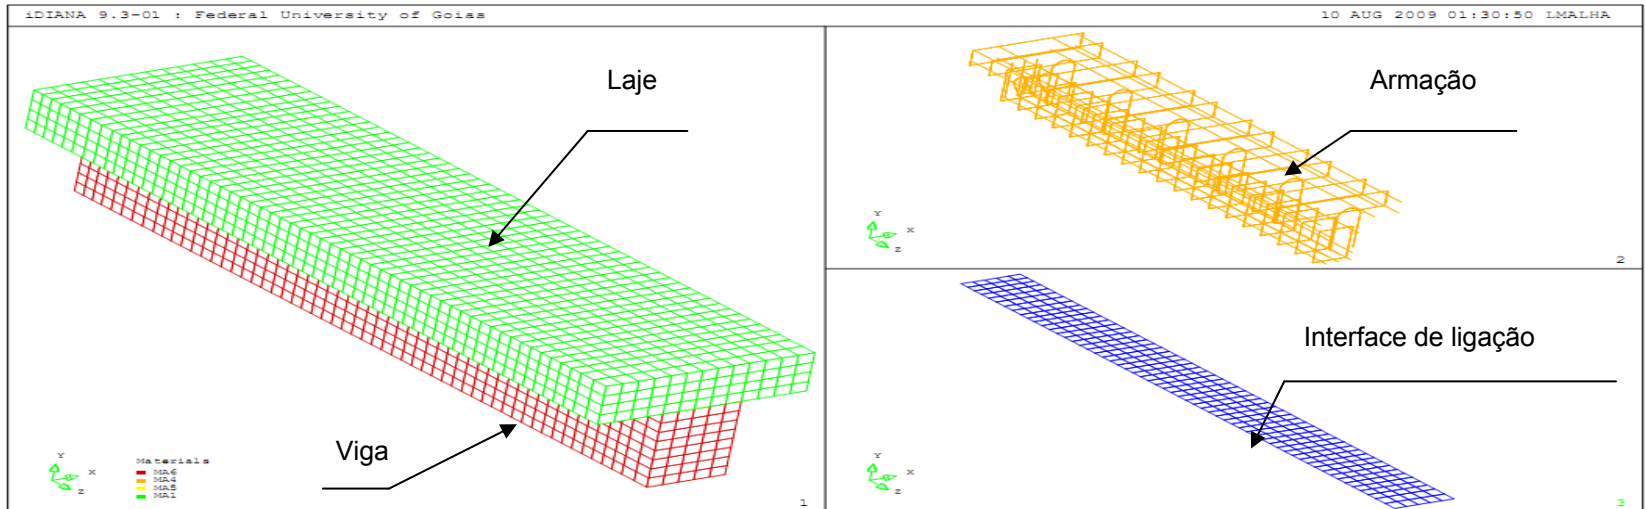 iDIANA 9.3-01 : Federal University of Goias
10 AUG 2009 01:30:50 LMALHA
Laje
Viga
Y
X
Z
Materials
MA6
MA4
MA5
MA1
1
Armação
Y
X
Z
2
Interface de ligação
Y
X
Z
3